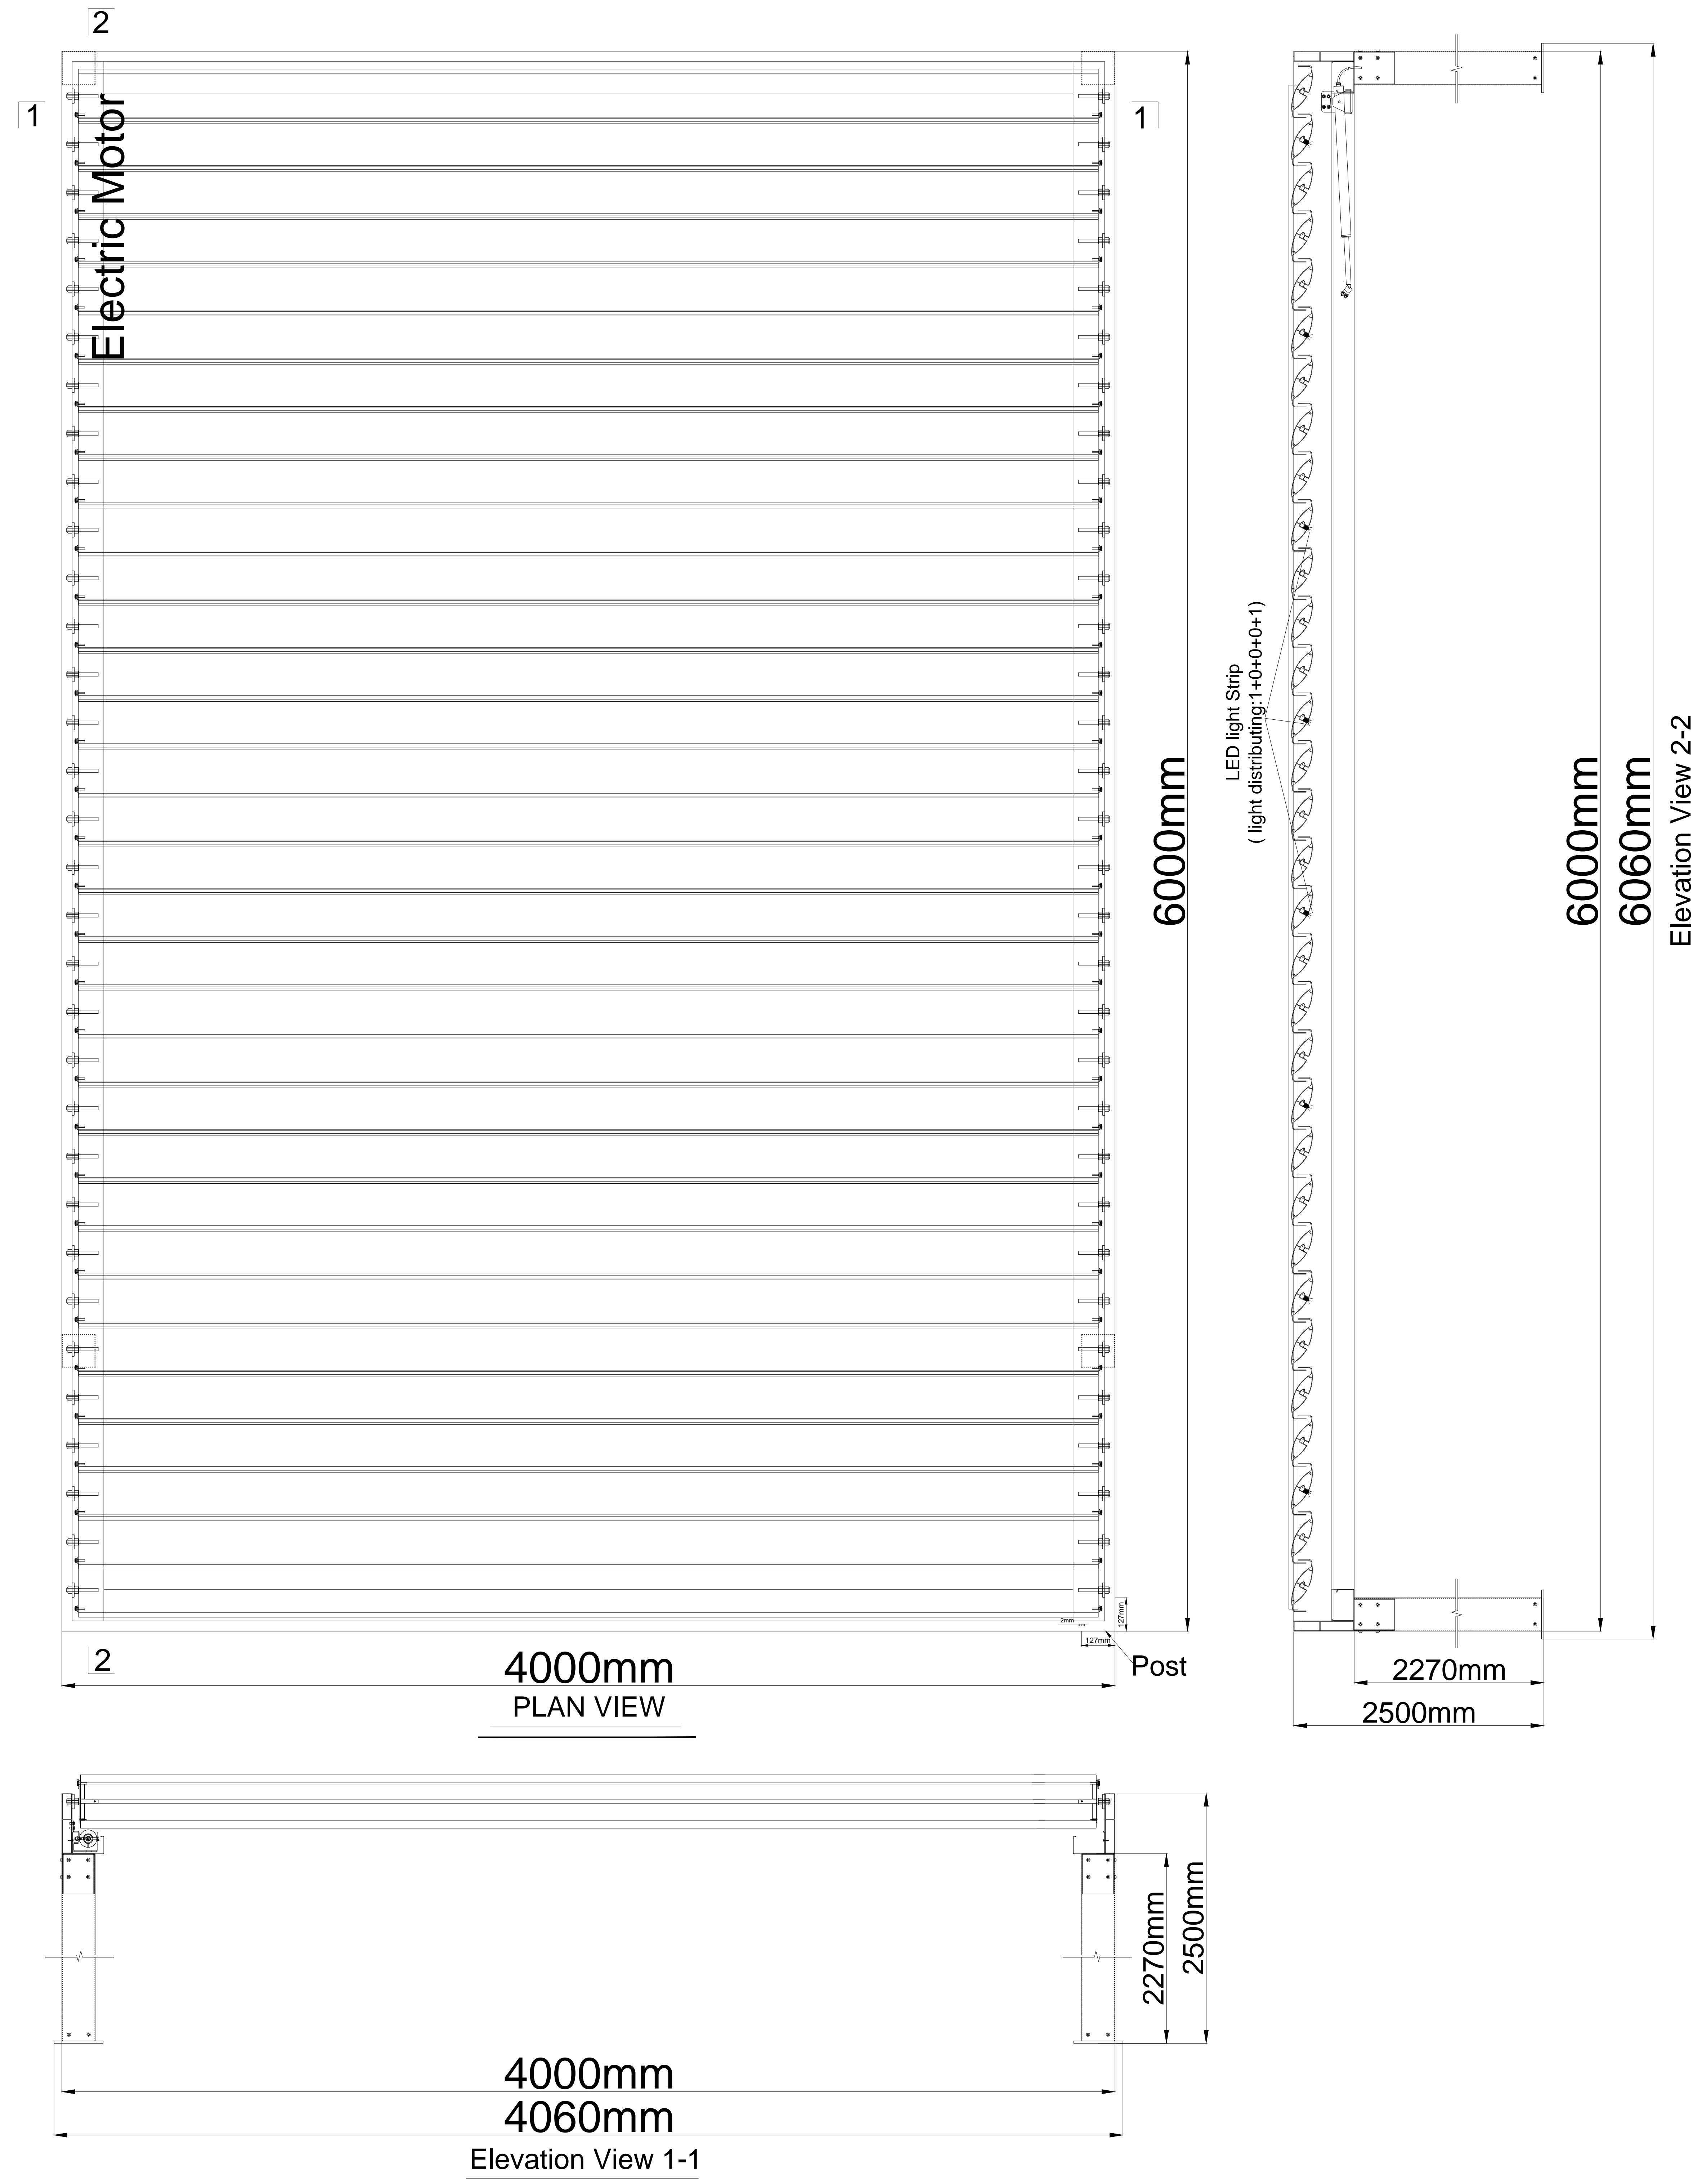 2
1
1
Electric Motor
6000mm
LED light Strip
( light distributing:1+0+0+0+1)
6000mm
6060mm
Elevation View 2-2
2mm
127mm
127mm
Post
2
4000mm
PLAN VIEW
2270mm
2500mm
2270mm
2500mm
4000mm
4060mm
Elevation View 1-1